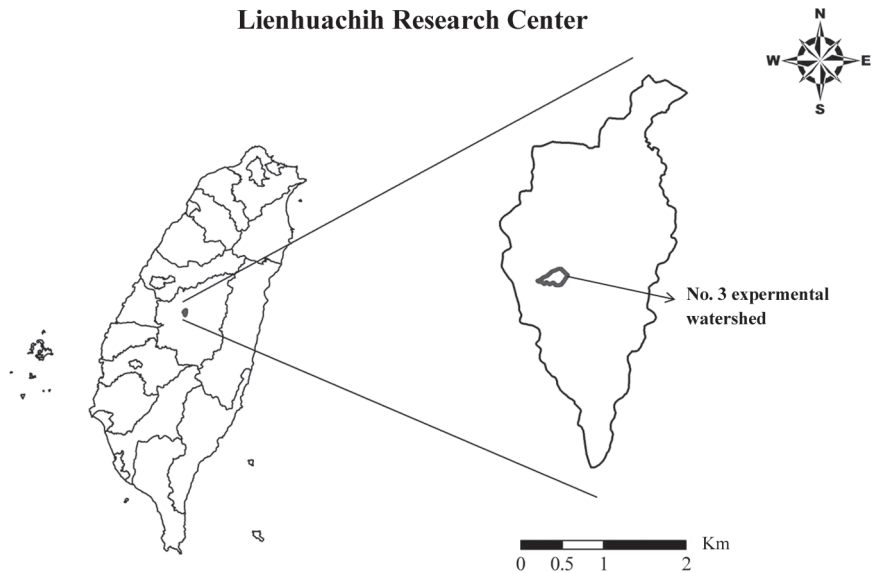 Lienhuachih Research Center
N
W E
S
No. 3 expermental
watershed
Km
0 0.5 1 2